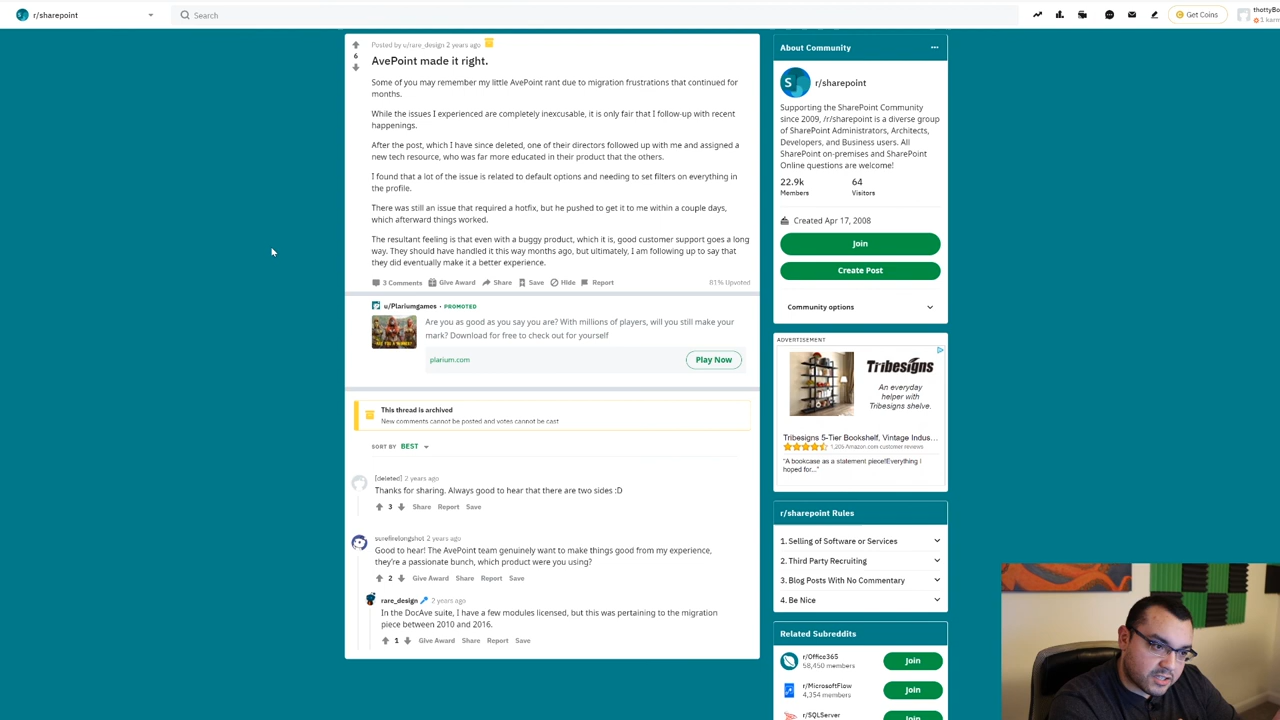 r/sharepoint
Search
Get Coins
thottyBo
1 karm
Posted by u/rare_design 2 years ago
6
AvePoint made it right.
Some of you may remember my little AvePoint rant due to migration frustrations that continued for
months.
While the issues I experienced are completely inexcusable, it is only fair that I follow-up with recent
happenings.
After the post, which I have since deleted, one of their directors followed up with me and assigned a
new tech resource, who was far more educated in their product that the others.
I found that a lot of the issue is related to default options and needing to set filters on everything in
the profile.
There was still an issue that required a hotfix, but he pushed to get it to me within a couple days,
which afterward things worked.
The resultant feeling is that even with a buggy product, which it is, good customer support goes a long
way. They should have handled it this way months ago, but ultimately, I am following up to say that
they did eventually make it a better experience.
3 Comments Give Award Share Save Hide Report 81% Upvoted
u/Plariumgames • PROMOTED
Are you as good as you say you are? With millions of players, will you still make your
mark? Download for free to check out for yourself
plarium.com
Play Now
This thread is archived
New comments cannot be posted and votes cannot be cast
SORT BY BEST
[deleted] 2 years ago
Thanks for sharing. Always good to hear that there are two sides :D
3 Share Report Save
surefirelongshot 2 years ago
Good to hear! The AvePoint team genuinely want to make things good from my experience,
they're a passionate bunch, which product were you using?
2 Give Award Share Report Save
rare_design 2 years ago
In the DocAve suite, I have a few modules licensed, but this was pertaining to the migration
piece between 2010 and 2016.
1 Give Award Share Report Save
About Community
r/sharepoint
Supporting the SharePoint Community
since 2009, /r/sharepoint is a diverse group
of SharePoint Administrators, Architects,
Developers, and Business users. All
SharePoint on-premises and SharePoint
Online questions are welcome!
22.9k 64
Members Visitors
Created Apr 17, 2008
Join
Create Post
Community options
ADVERTISEMENT
Tribesigns
An everyday
helper with
Tribesigns shelve.
Tribesigns 5-Tier Bookshelf, Vintage Indus...
1,205 Amazon.com customer reviews
"A bookcase as a statement piece!Everything I
hoped for..."
r/sharepoint Rules
1. Selling of Software or Services
2. Third Party Recruiting
3. Blog Posts With No Commentary
4. Be Nice
Related Subreddits
r/Office365
58,450 members
Join
r/MicrosoftFlow
4,354 members
Join
r/SQLServer
Join